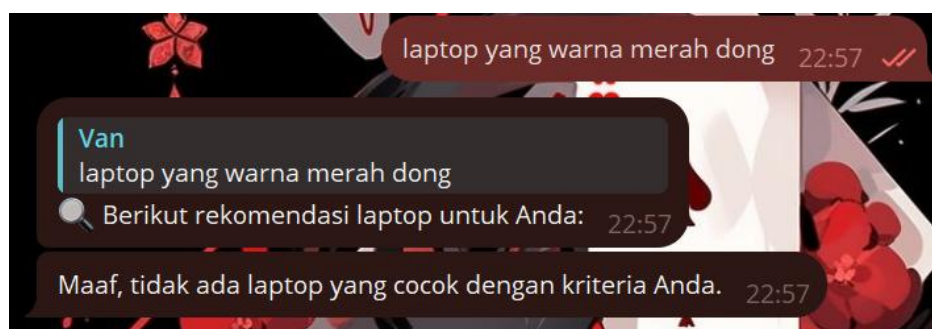 laptop yang warna merah dong 22:57
Van
laptop yang warna merah dong
🔍 Berikut rekomendasi laptop untuk Anda: 22:57
Maaf, tidak ada laptop yang cocok dengan kriteria Anda. 22:57